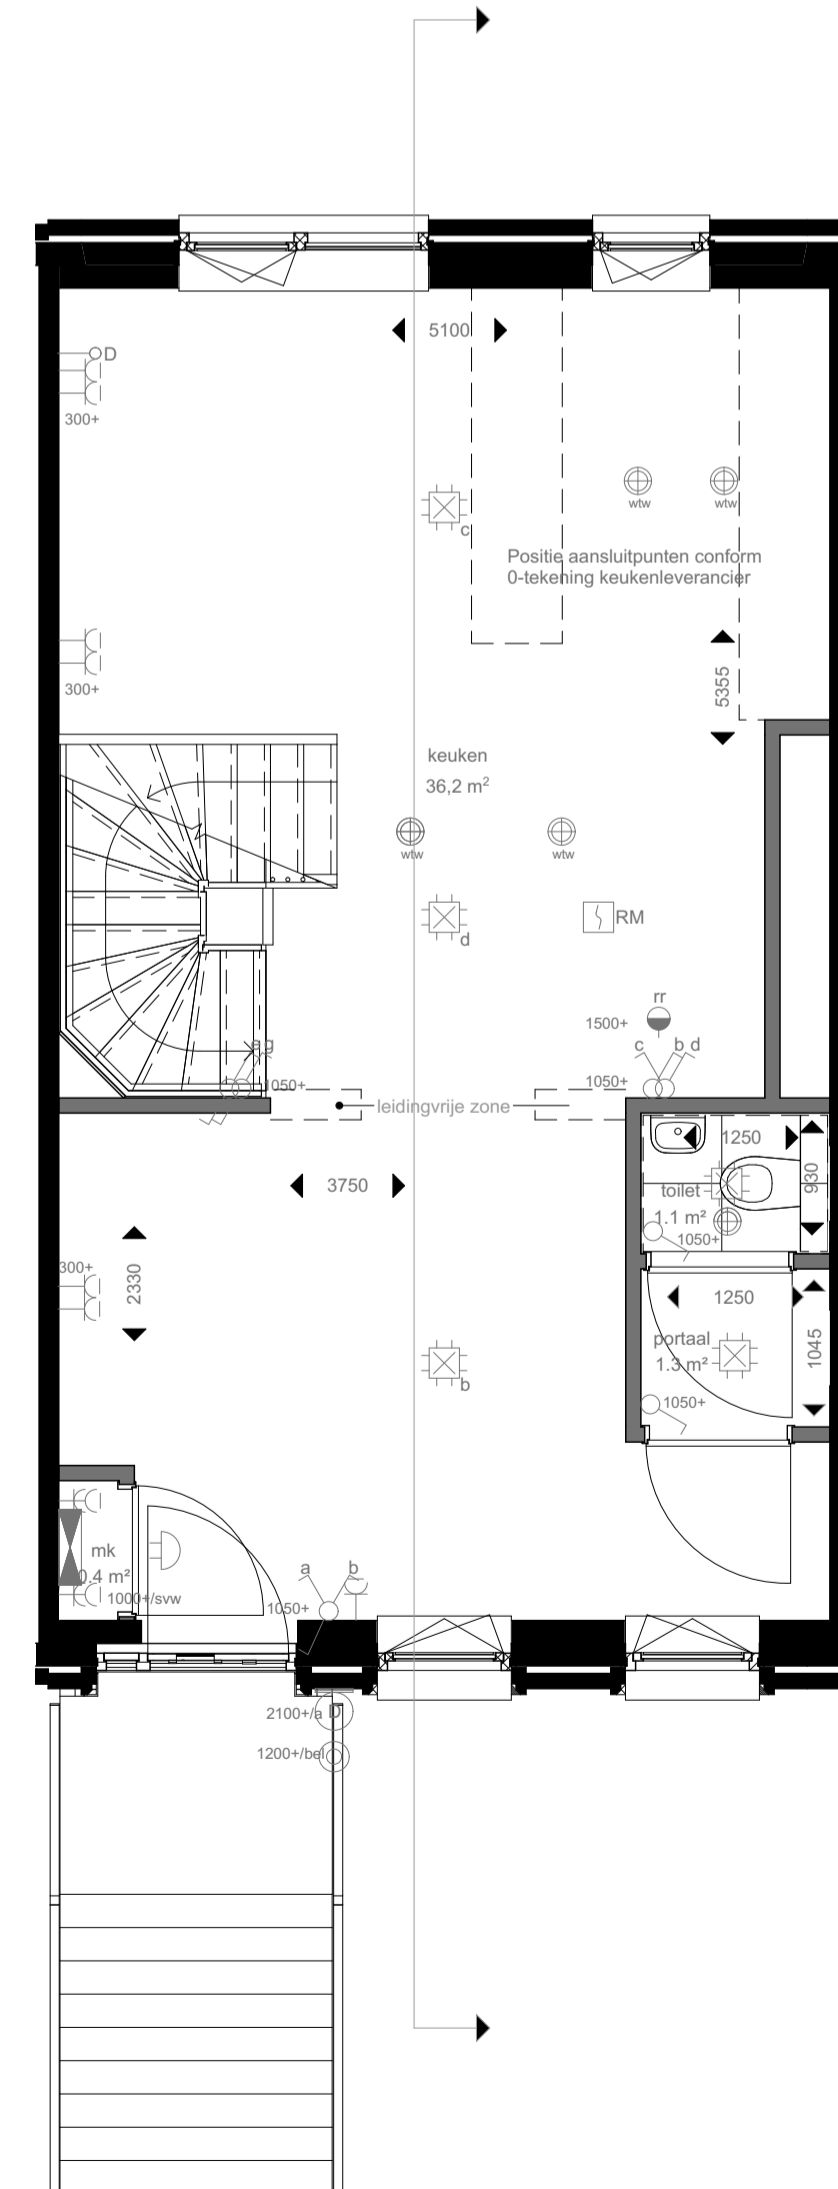 5100
D
300+
c
wtw
wtw
Positie aansluitpunten conform
0-tekening keukenleverancier
300+
5355
keuken
36,2 m²
wtw
wtw
d
RM
rr
1500+
c b d
1050+
a g
1050+
leidingvrije zone
1250
930
toilet
1.1 m²
1050+
3750
2330
300+
1250
1045
portaal
1.3 m²
1050+
b
mk
0.4 m²
1000+/svw
a b
1050+
2100+/a D
1200+/bel